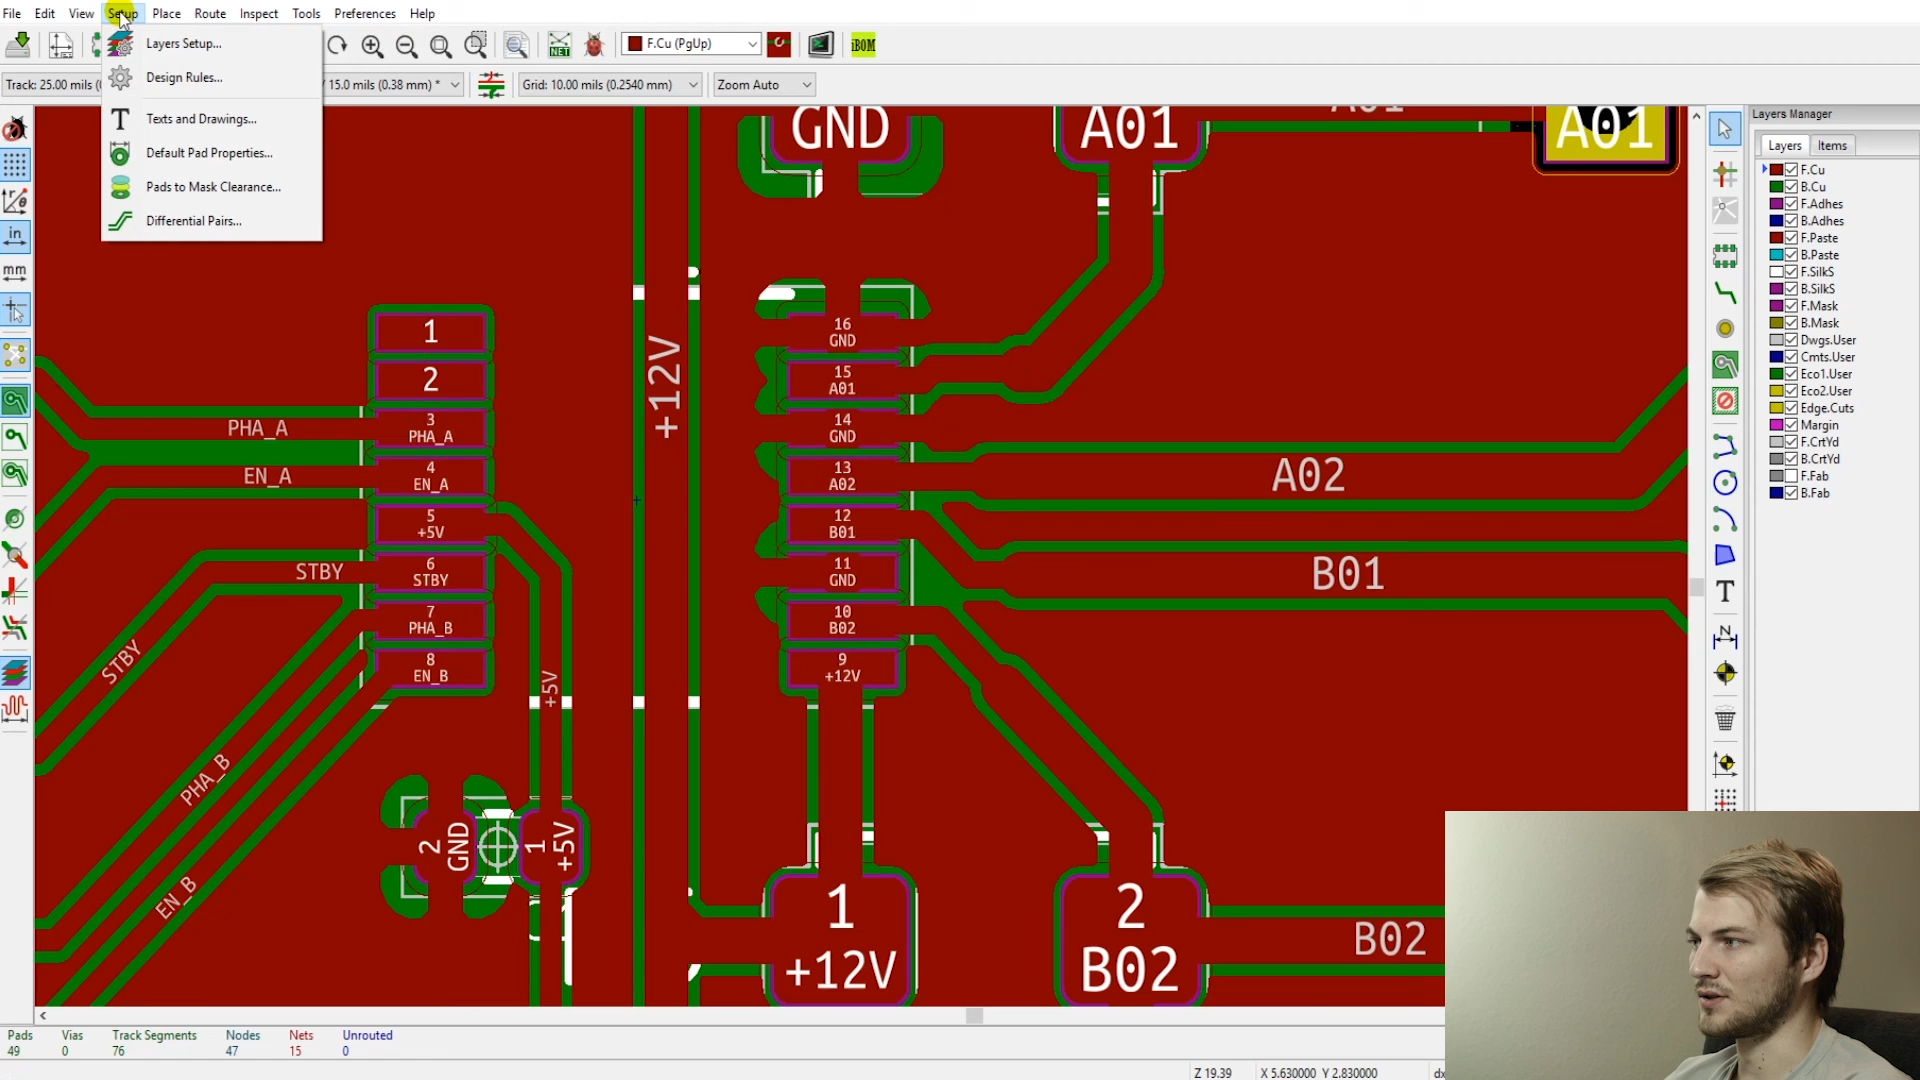 File Edit View Setup Place Route Inspect Tools Preferences Help
Layers Setup...
Design Rules...
Texts and Drawings...
Default Pad Properties...
Pads to Mask Clearance...
Differential Pairs...
NET
F.Cu (PgUp)
iBOM
Track: 25.00 mils
15.0 mils (0.38 mm) *
Grid: 10.00 mils (0.2540 mm)
Zoom Auto
in
mm
GND
A01
A01
+12V
1
2
3
PHA_A
4
EN_A
5
+5V
6
STBY
7
PHA_B
8
EN_B
PHA_A
EN_A
STBY
STBY
PHA_B
EN_B
+5V
16
GND
15
A01
14
GND
13
A02
12
B01
11
GND
10
B02
9
+12V
A02
B01
2
GND
1
+5V
1
+12V
2
B02
B02
Layers Manager
Layers Items
F.Cu
B.Cu
F.Adhes
B.Adhes
F.Paste
B.Paste
F.SilkS
B.SilkS
F.Mask
B.Mask
Dwgs.User
Cmts.User
Eco1.User
Eco2.User
Edge.Cuts
Margin
F.CrtYd
B.CrtYd
F.Fab
B.Fab
Pads Vias Track Segments Nodes Nets Unrouted
49 0 76 47 15 0
Z 19.39 X 5.630000 Y 2.830000 dx